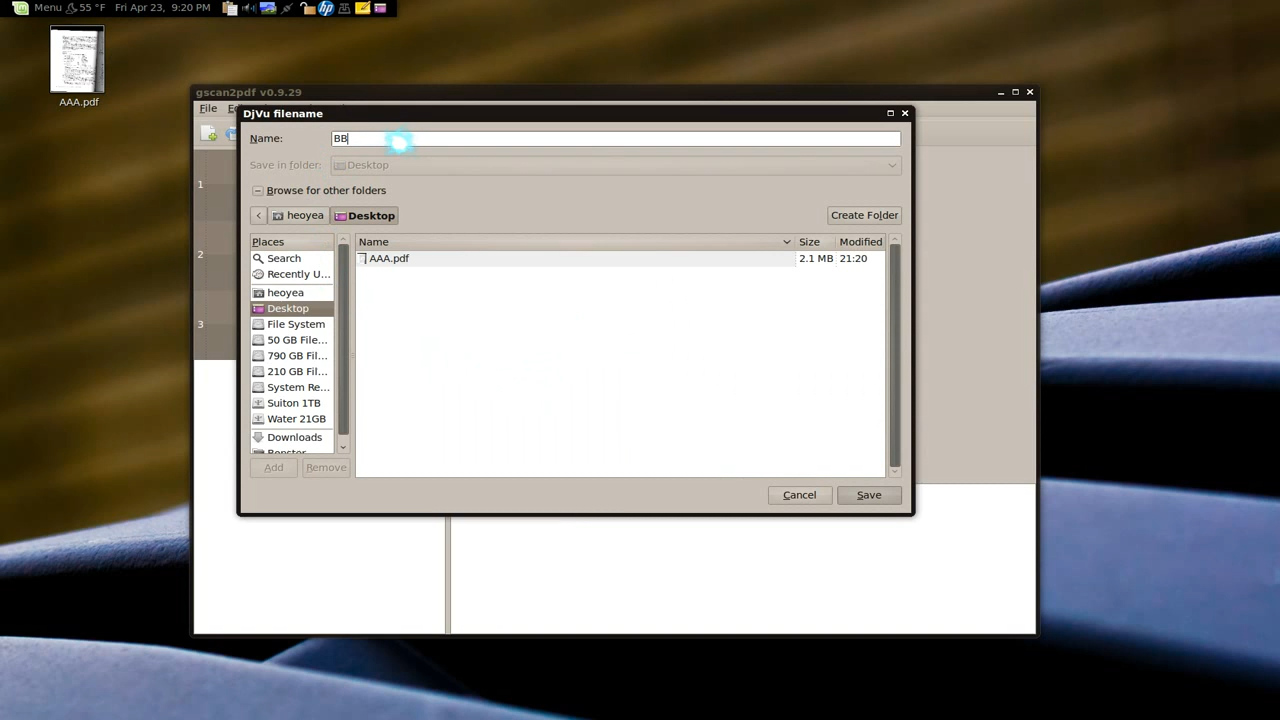 Menu 55 °F Fri Apr 23, 9:20 PM
AAA.pdf
gscan2pdf v0.9.29
File
DjVu filename
Name: BB
Save in folder: Desktop
Browse for other folders
heoyea Desktop Create Folder
Places
Search
Recently U...
heoyea
Desktop
File System
50 GB File...
790 GB Fil...
210 GB Fil...
System Re...
Suiton 1TB
Water 21GB
Downloads
Add Remove
Name Size Modified
AAA.pdf 2.1 MB 21:20
Cancel Save
1
2
3